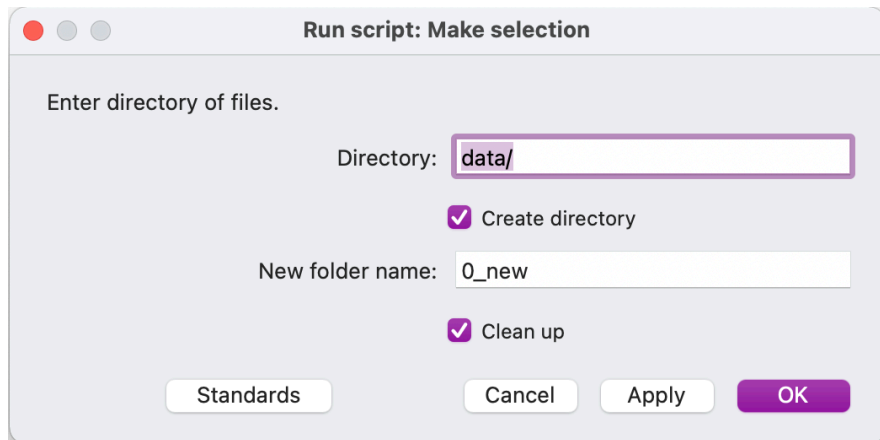 Run script: Make selection
Enter directory of files.
Directory: data/
Create directory
New folder name: 0_new
Clean up
Standards Cancel Apply OK